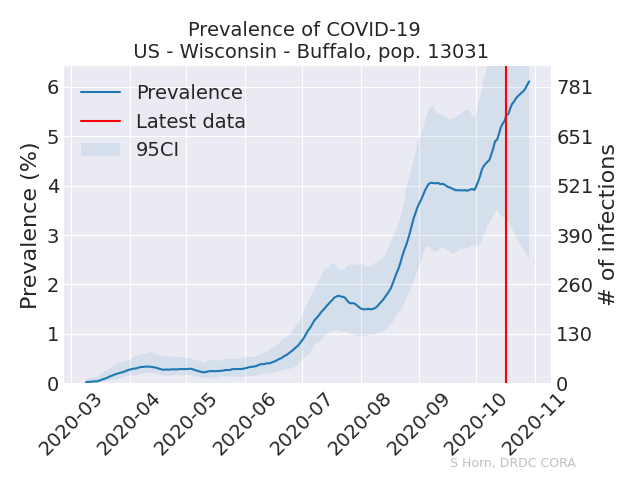 Prevalence of COVID-19
US - Wisconsin - Buffalo, pop. 13031
Prevalence
Latest data
95CI
Prevalence (%)
6
5
4
3
2
1
0
781
651
521
390
260
130
0
# of infections
2020-03
2020-04
2020-05
2020-06
2020-07
2020-08
2020-09
2020-10
2020-11
S Horn, DRDC CORA